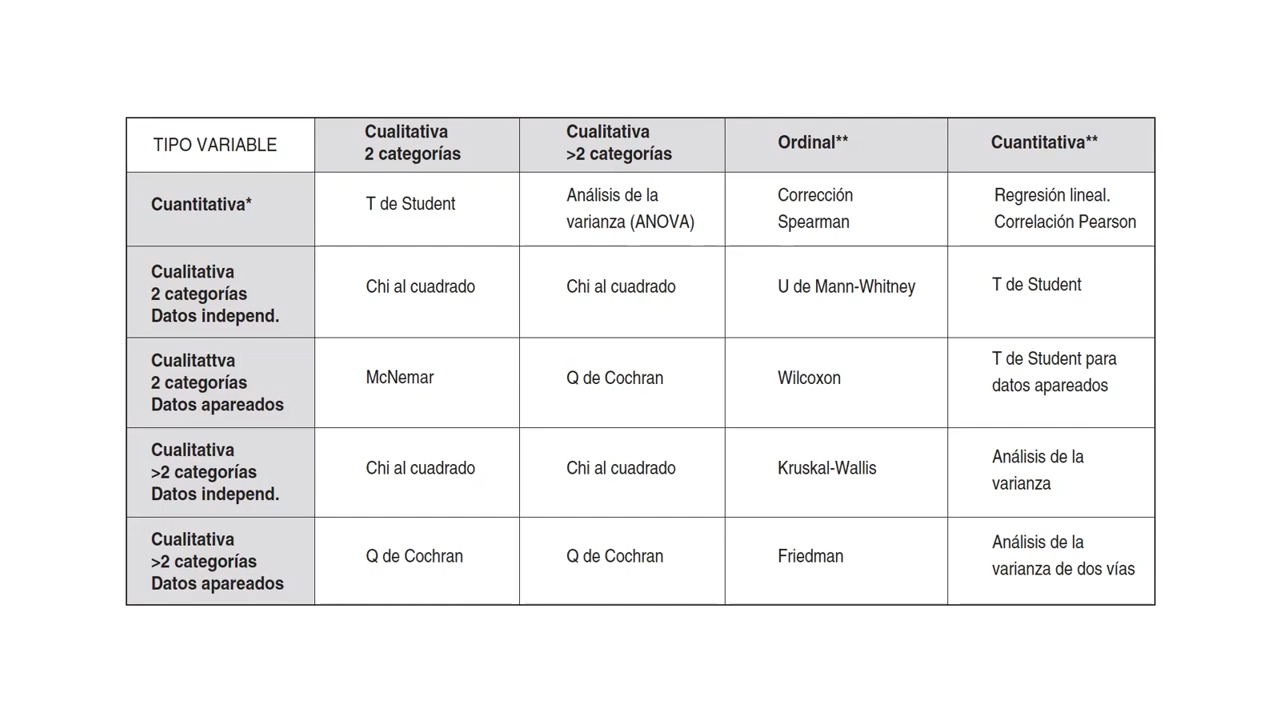 TIPO VARIABLE
Cualitativa
2 categorías
Cualitativa
>2 categorías
Ordinal**
Cuantitativa**
Cuantitativa*
T de Student
Análisis de la
varianza (ANOVA)
Corrección
Spearman
Regresión lineal.
Correlación Pearson
Cualitativa
2 categorías
Datos independ.
Chi al cuadrado
Chi al cuadrado
U de Mann-Whitney
T de Student
Cualitattva
2 categorías
Datos apareados
McNemar
Q de Cochran
Wilcoxon
T de Student para
datos apareados
Cualitativa
>2 categorías
Datos independ.
Chi al cuadrado
Chi al cuadrado
Kruskal-Wallis
Análisis de la
varianza
Cualitativa
>2 categorías
Datos apareados
Q de Cochran
Q de Cochran
Friedman
Análisis de la
varianza de dos vías